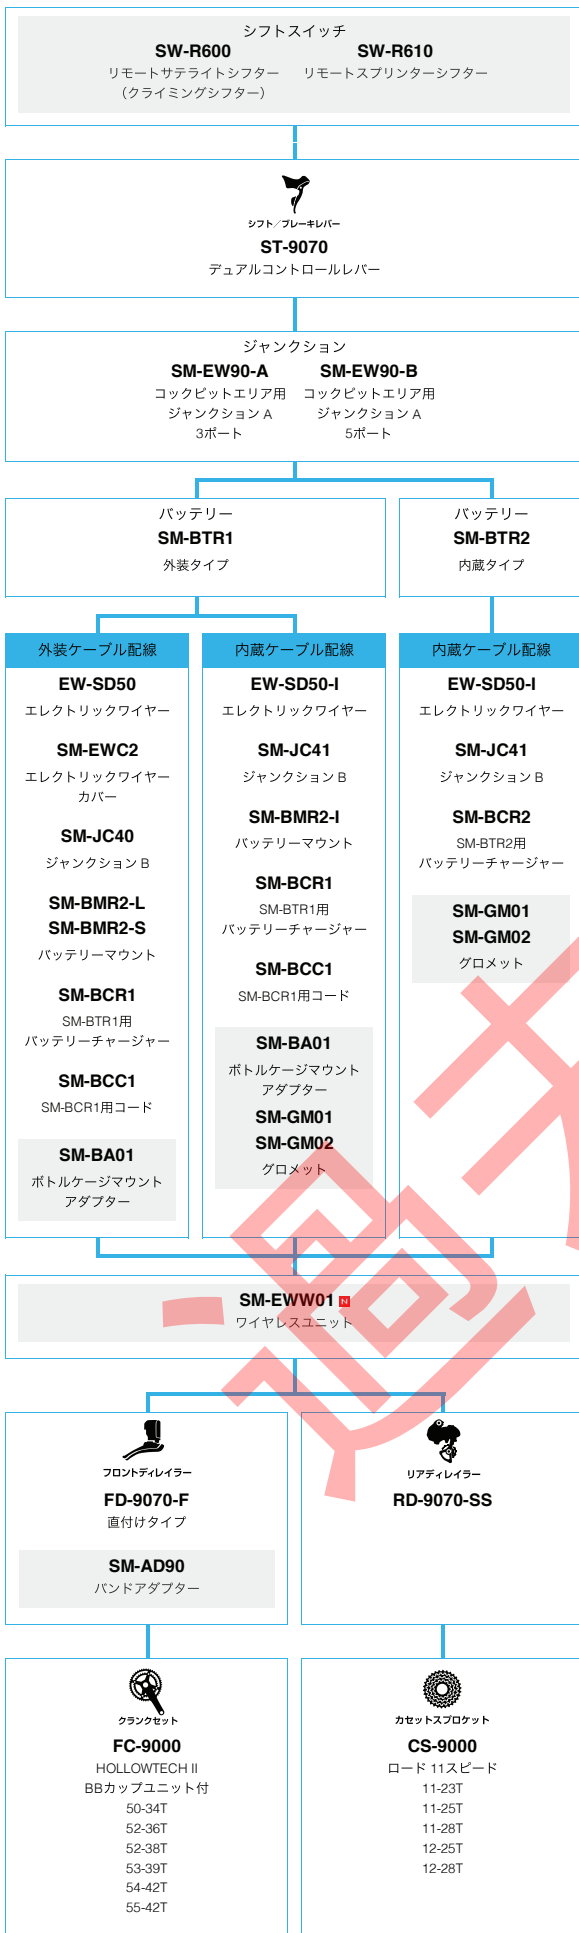 シフトスイッチ
SW-R600
リモートサテライトシフター
（クライミングシフター）
SW-R610
リモートスプリンターシフター
シフト／ブレーキレバー
ST-9070
デュアルコントロールレバー
ジャンクション
SM-EW90-A
コックピットエリア用
ジャンクション A
3ポート
SM-EW90-B
コックピットエリア用
ジャンクション A
5ポート
バッテリー
SM-BTR1
外装タイプ
バッテリー
SM-BTR2
内蔵タイプ
外装ケーブル配線
EW-SD50
エレクトリックワイヤー
SM-EWC2
エレクトリックワイヤー
カバー
SM-JC40
ジャンクション B
SM-BMR2-L
SM-BMR2-S
バッテリーマウント
SM-BCR1
SM-BTR1用
バッテリーチャージャー
SM-BCC1
SM-BCR1用コード
SM-BA01
ボトルケージマウント
アダプター
内蔵ケーブル配線
EW-SD50-I
エレクトリックワイヤー
SM-JC41
ジャンクション B
SM-BMR2-I
バッテリーマウント
SM-BCR1
SM-BTR1用
バッテリーチャージャー
SM-BCC1
SM-BCR1用コード
SM-BA01
ボトルケージマウント
アダプター
SM-GM01
SM-GM02
グロメット
内蔵ケーブル配線
EW-SD50-I
エレクトリックワイヤー
SM-JC41
ジャンクション B
SM-BCR2
SM-BTR2用
バッテリーチャージャー
SM-GM01
SM-GM02
グロメット
SM-EWW01 N
ワイヤレスユニット
フロントディレイラー
FD-9070-F
直付けタイプ
SM-AD90
バンドアダプター
リアディレイラー
RD-9070-SS
クランクセット
FC-9000
HOLLOWTECH II
BBカップユニット付
50-34T
52-36T
52-38T
53-39T
54-42T
55-42T
カセットスプロケット
CS-9000
ロード 11スピード
11-23T
11-25T
11-28T
12-25T
12-28T
過